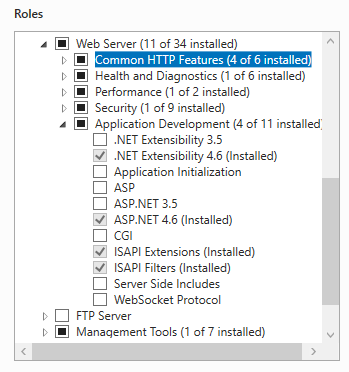 Roles
Web Server (11 of 34 installed)
Common HTTP Features (4 of 6 installed)
Health and Diagnostics (1 of 6 installed)
Performance (1 of 2 installed)
Security (1 of 9 installed)
Application Development (4 of 11 installed)
.NET Extensibility 3.5
.NET Extensibility 4.6 (Installed)
Application Initialization
ASP
ASP.NET 3.5
ASP.NET 4.6 (Installed)
CGI
ISAPI Extensions (Installed)
ISAPI Filters (Installed)
Server Side Includes
WebSocket Protocol
FTP Server
Management Tools (1 of 7 installed)